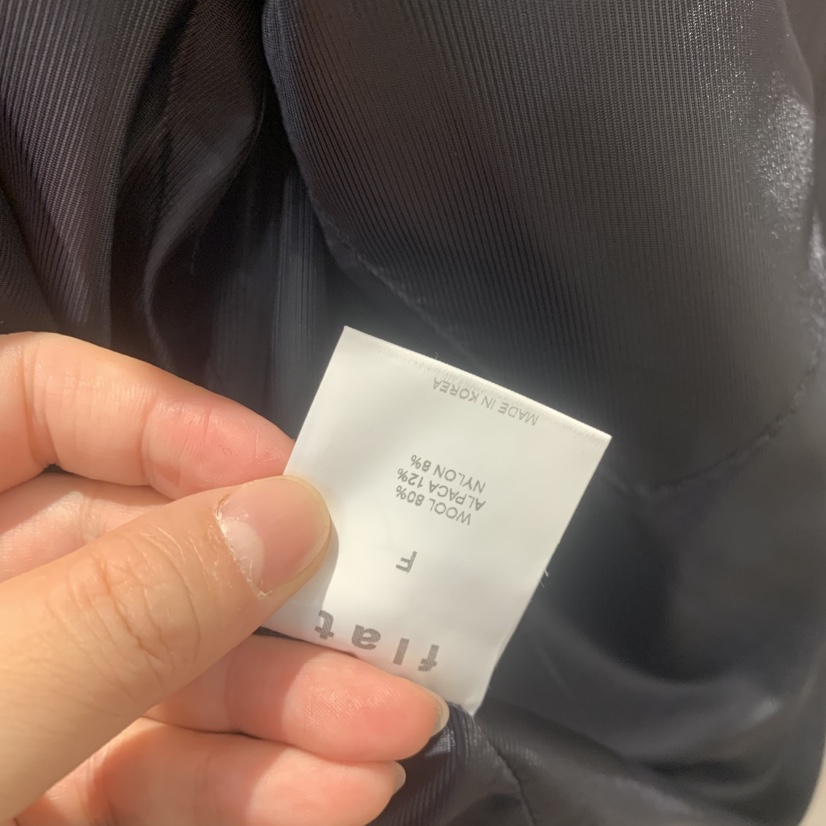 flat
F
WOOL 80%
ALPACA 12%
NYLON 8%
MADE IN KOREA